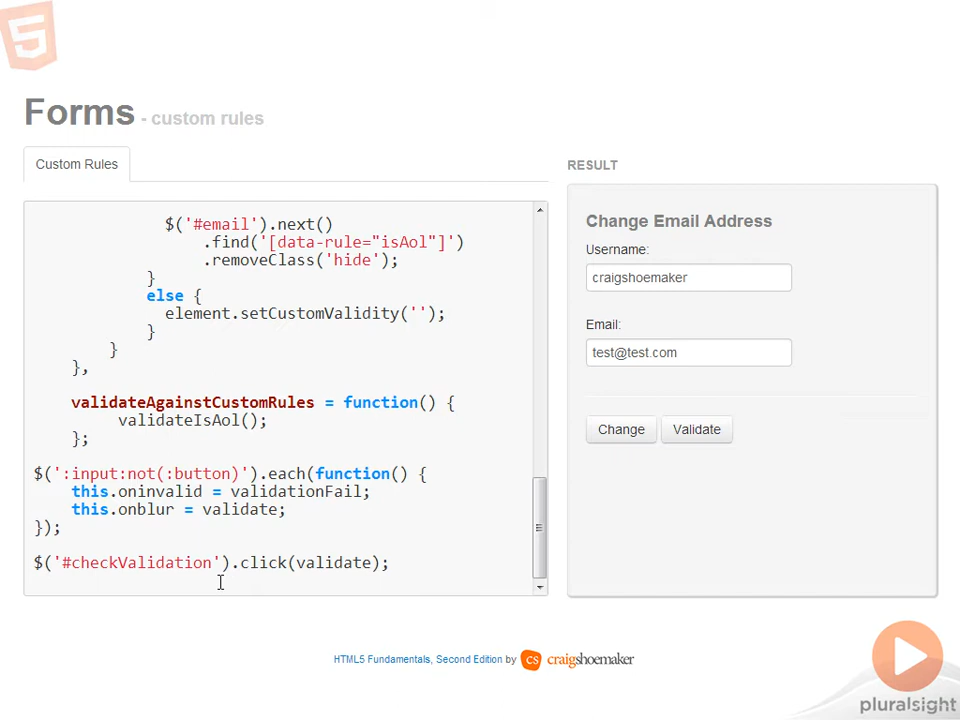 5
Forms - custom rules
Custom Rules
$('#email').next()
.find('[data-rule="isAol"]')
.removeClass('hide');
}
else {
element.setCustomValidity('');
}
}
},
validateAgainstCustomRules = function() {
validateIsAol();
};
$(':input:not(:button)').each(function() {
this.oninvalid = validationFail;
this.onblur = validate;
});
$('#checkValidation').click(validate);
RESULT
Change Email Address
Username:
craigshoemaker
Email:
test@test.com
Change Validate
HTML5 Fundamentals, Second Edition by CS craigshoemaker
pluralsight